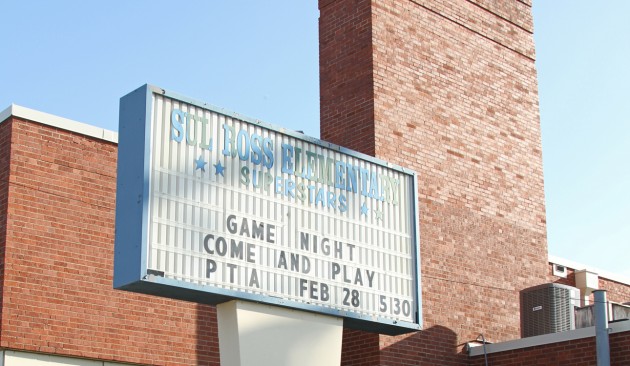 SUL ROSS ELEMENTARY
SUPERSTARS
GAME NIGHT
COME AND PLAY
PTA FEB 28 5:30